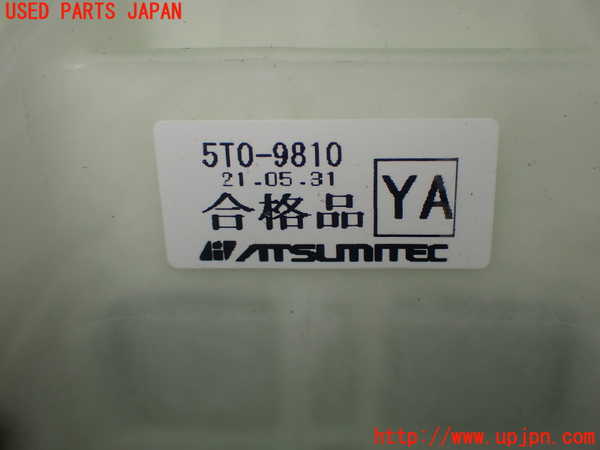 USED PARTS JAPAN
5T0-9810
21.-05.-31
合格品
YA
ATSUMITEC
http://www.upjpn.com/